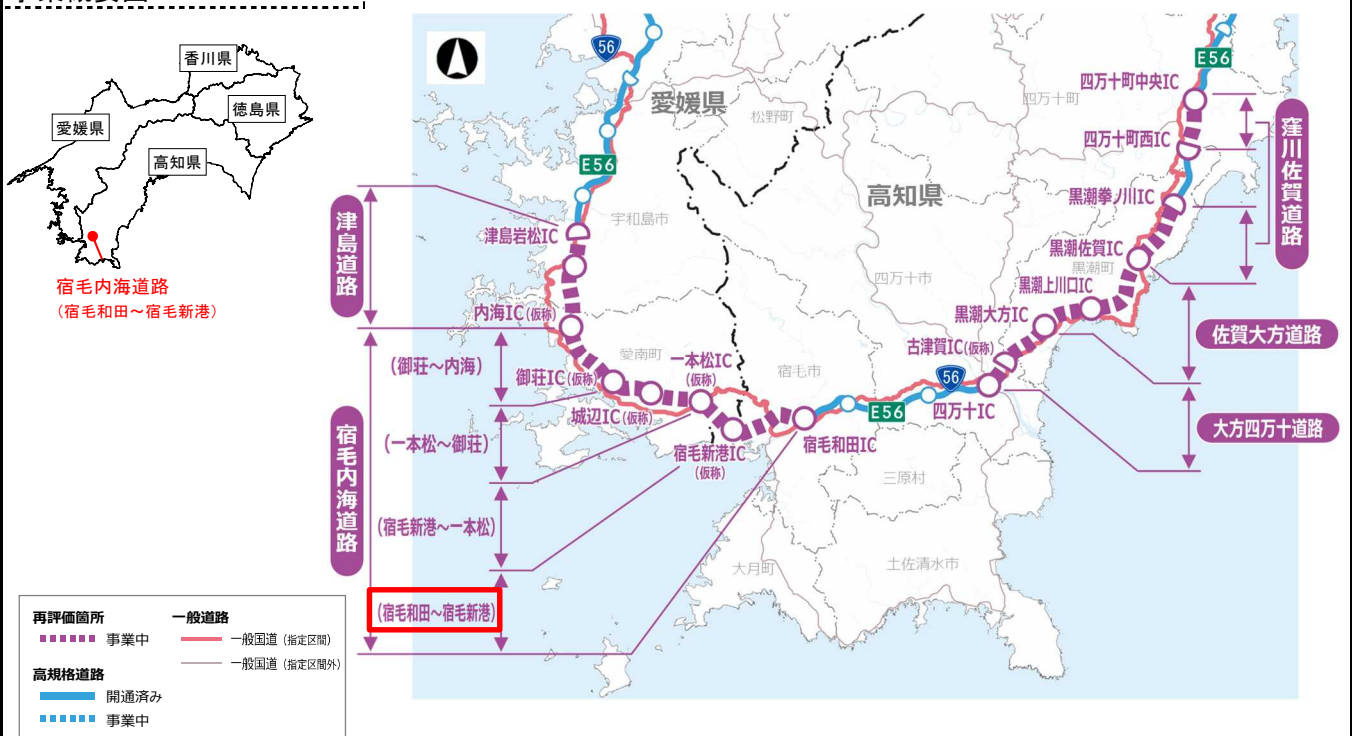 香川県
徳島県
愛媛県
高知県
宿毛内海道路
（宿毛和田～宿毛新港）
56
E56
愛媛県
松野町
四万十町
四万十町中央IC
E56
四万十町西IC
窪川佐賀道路
高知県
黒潮拳ノ川IC
E56
宇和島市
津島道路
津島岩松IC
黒潮佐賀IC
黒潮町
四万十市
黒潮上川口IC
内海IC（仮称）
黒潮大方IC
佐賀大方道路
愛南町
一本松IC
（仮称）
古津賀IC（仮称）
（御荘～内海）
宿毛市
56
御荘IC（仮称）
E56
四万十IC
城辺IC（仮称）
大方四万十道路
（一本松～御荘）
宿毛内海道路
宿毛新港IC
（仮称）
宿毛和田IC
三原村
（宿毛新港～一本松）
大月町
土佐清水市
（宿毛和田～宿毛新港）
再評価箇所
事業中
高規格道路
開通済み
事業中
一般道路
一般国道（指定区間）
一般国道（指定区間外）